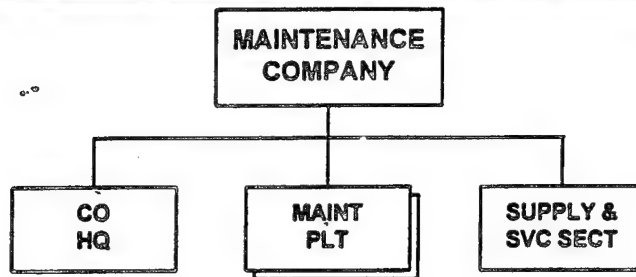 MAINTENANCE
COMPANY
CO
HQ
MAINT
PLT
SUPPLY &
SVC SECT